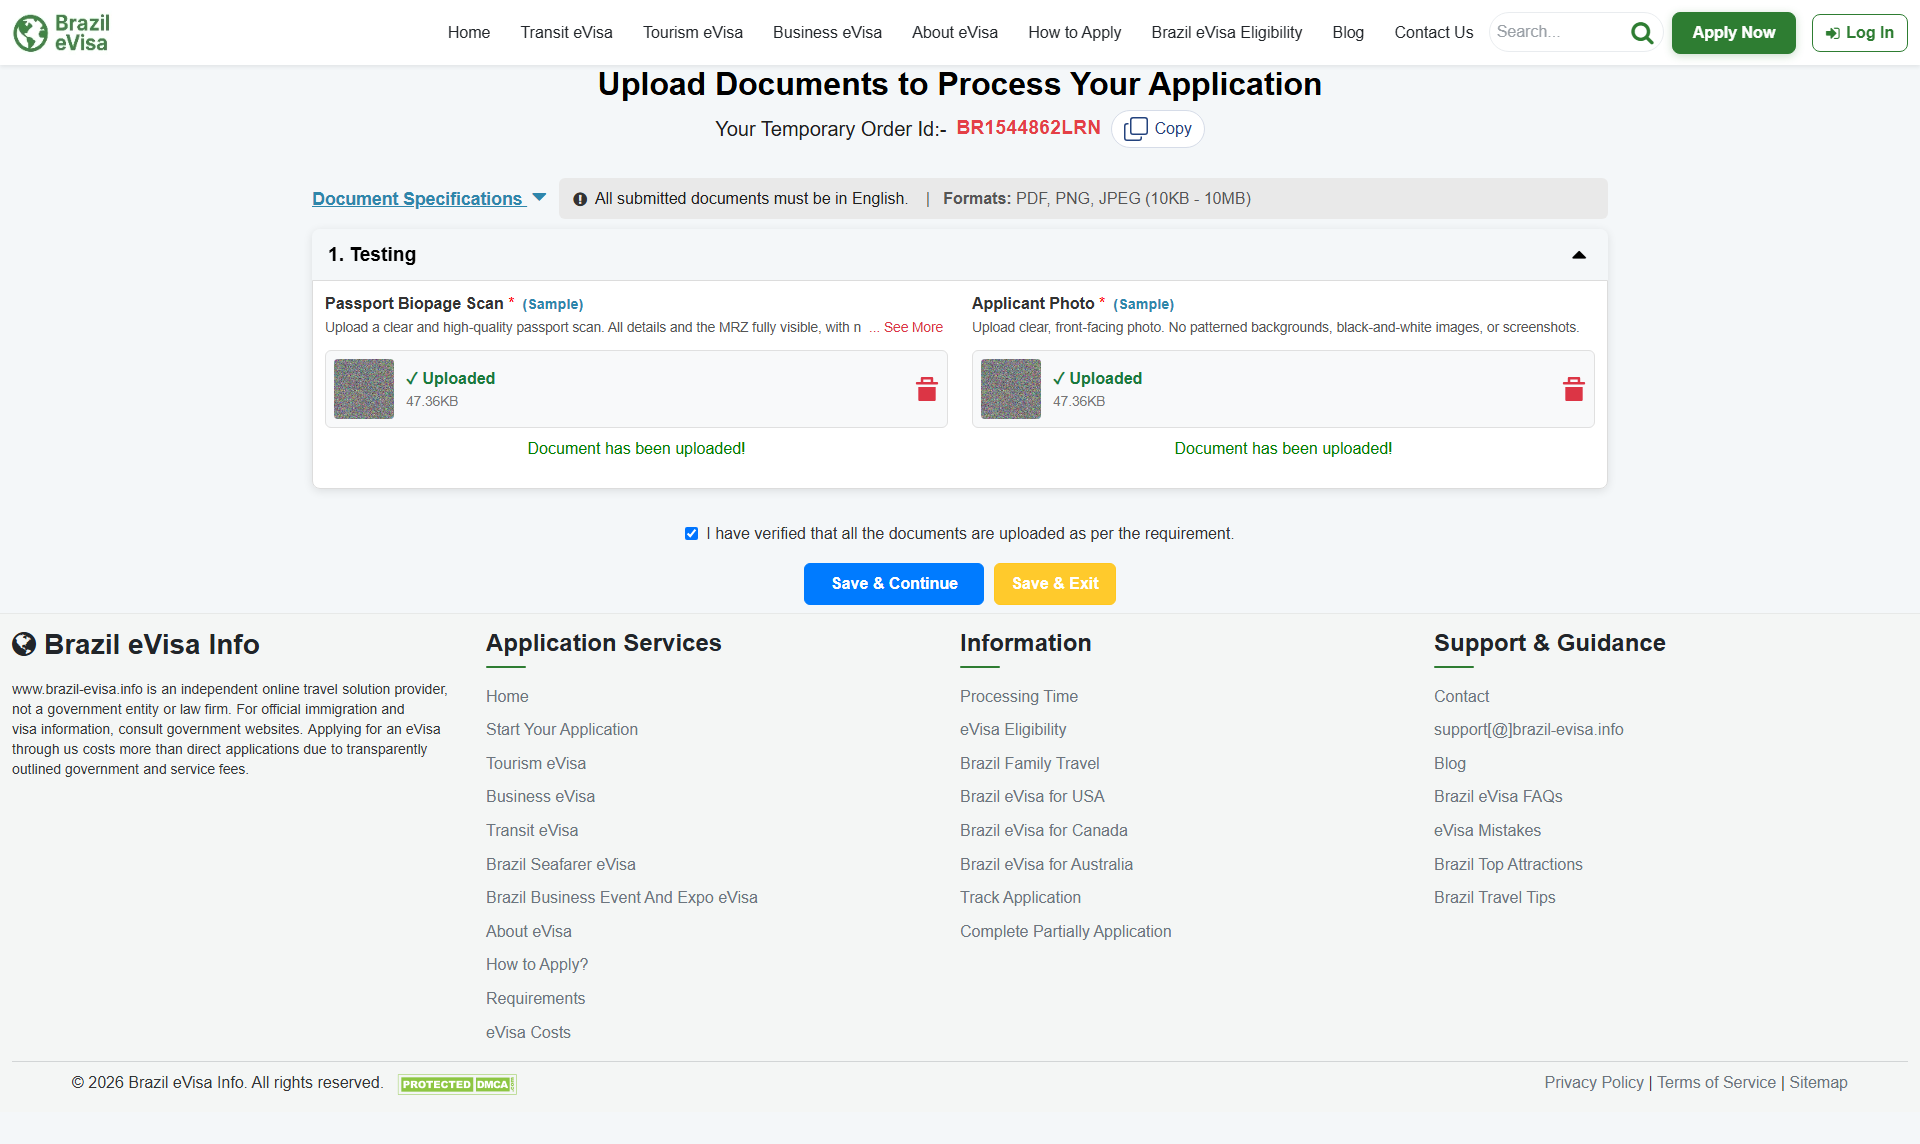 Brazil
eVisa
Home
Transit eVisa
Tourism eVisa
Business eVisa
About eVisa
How to Apply
Brazil eVisa Eligibility
Blog
Contact Us
Search...
Apply Now
Log In
Upload Documents to Process Your Application
Your Temporary Order Id:- BR1544862LRN
Copy
Document Specifications
All submitted documents must be in English. | Formats: PDF, PNG, JPEG (10KB - 10MB)
1. Testing
Passport Biopage Scan * (Sample)
Upload a clear and high-quality passport scan. All details and the MRZ fully visible, with n ... See More
✓ Uploaded
47.36KB
Document has been uploaded!
Applicant Photo * (Sample)
Upload clear, front-facing photo. No patterned backgrounds, black-and-white images, or screenshots.
✓ Uploaded
47.36KB
Document has been uploaded!
I have verified that all the documents are uploaded as per the requirement.
Save & Continue
Save & Exit
Brazil eVisa Info
www.brazil-evisa.info is an independent online travel solution provider,
not a government entity or law firm. For official immigration and
visa information, consult government websites. Applying for an eVisa
through us costs more than direct applications due to transparently
outlined government and service fees.
Application Services
Home
Start Your Application
Tourism eVisa
Business eVisa
Transit eVisa
Brazil Seafarer eVisa
Brazil Business Event And Expo eVisa
About eVisa
How to Apply?
Requirements
eVisa Costs
Information
Processing Time
eVisa Eligibility
Brazil Family Travel
Brazil eVisa for USA
Brazil eVisa for Canada
Brazil eVisa for Australia
Track Application
Complete Partially Application
Support & Guidance
Contact
support[@]brazil-evisa.info
Blog
Brazil eVisa FAQs
eVisa Mistakes
Brazil Top Attractions
Brazil Travel Tips
© 2026 Brazil eVisa Info. All rights reserved.
PROTECTED DMCA .com
Privacy Policy | Terms of Service | Sitemap